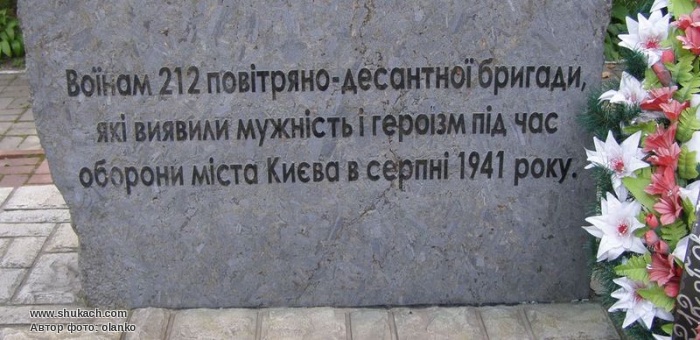 Воїнам 212 повітряно-десантної бригади,
які виявили мужність і героїзм під час
оборони міста Києва в серпні 1941 року.
www.shukach.com
Автор фото: olanko